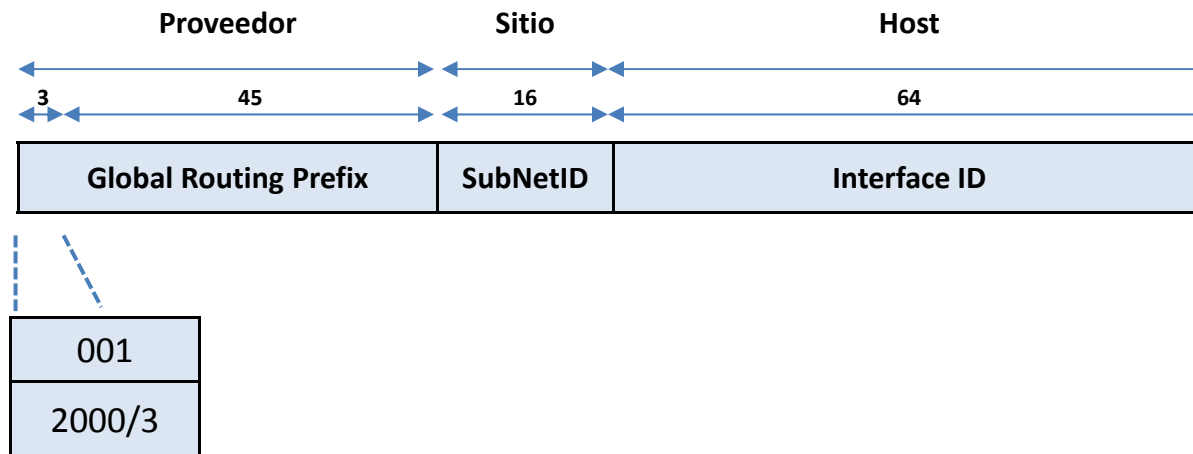 Proveedor Sitio Host
3 45 16 64
Global Routing Prefix SubNetID Interface ID
001
2000/3